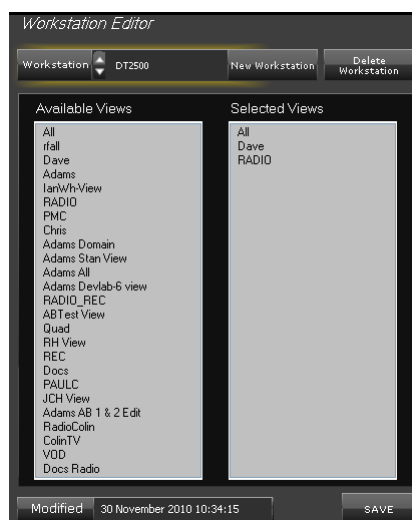 Workstation Editor
Workstation DT2500 New Workstation Delete Workstation
Available Views
All
rfall
Dave
Adams
IanWh-View
RADIO
PMC
Chris
Adams Domain
Adams Stan View
Adams All
Adams Devlab-6 view
RADIO_REC
ABTest View
Quad
RH View
REC
Docs
PAULC
JCH View
Adams AB 1 & 2 Edit
RadioColin
ColinTV
VOD
Docs Radio
Selected Views
All
Dave
RADIO
Modified 30 November 2010 10:34:15 SAVE